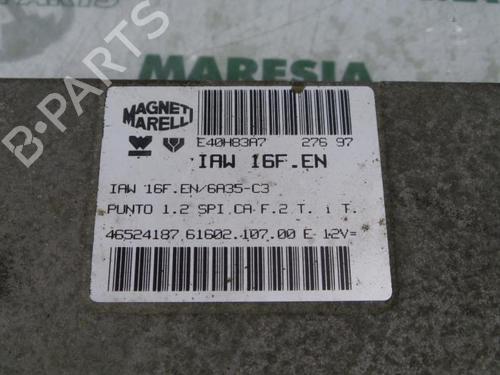 MARESIA
MAGNETI
MARELLI
E40H83A7 276 97
IAW 16F.EN
IAW 16F.EN/6A35-C3
PUNTO 1.2 SPI.CA F.2 T. i T.
46524187 61602.107.00 E 12V=
B-PARTS